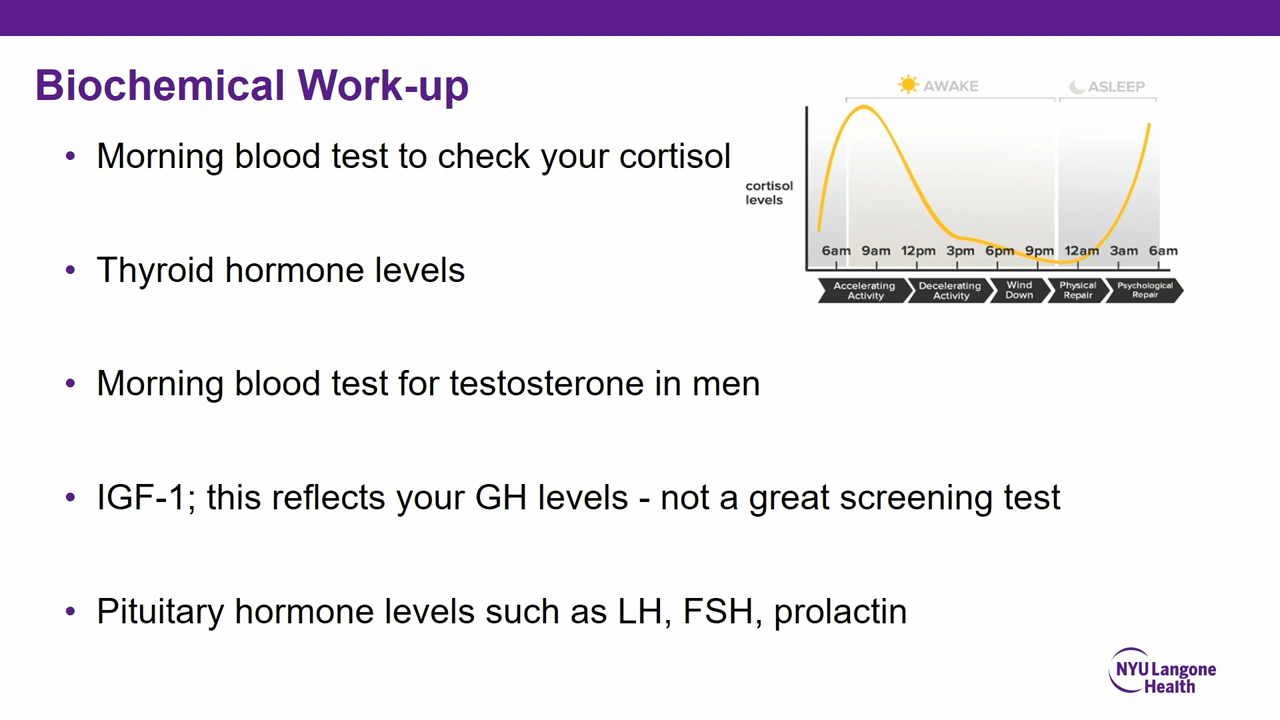 Biochemical Work-up
• Morning blood test to check your cortisol
• Thyroid hormone levels
• Morning blood test for testosterone in men
• IGF-1; this reflects your GH levels - not a great screening test
• Pituitary hormone levels such as LH, FSH, prolactin
AWAKE
ASLEEP
cortisol
levels
6am 9am 12pm 3pm 6pm 9pm 12am 3am 6am
Accelerating
Activity
Decelerating
Activity
Wind
Down
Physical
Repair
Psychological
Repair
NYU Langone
Health